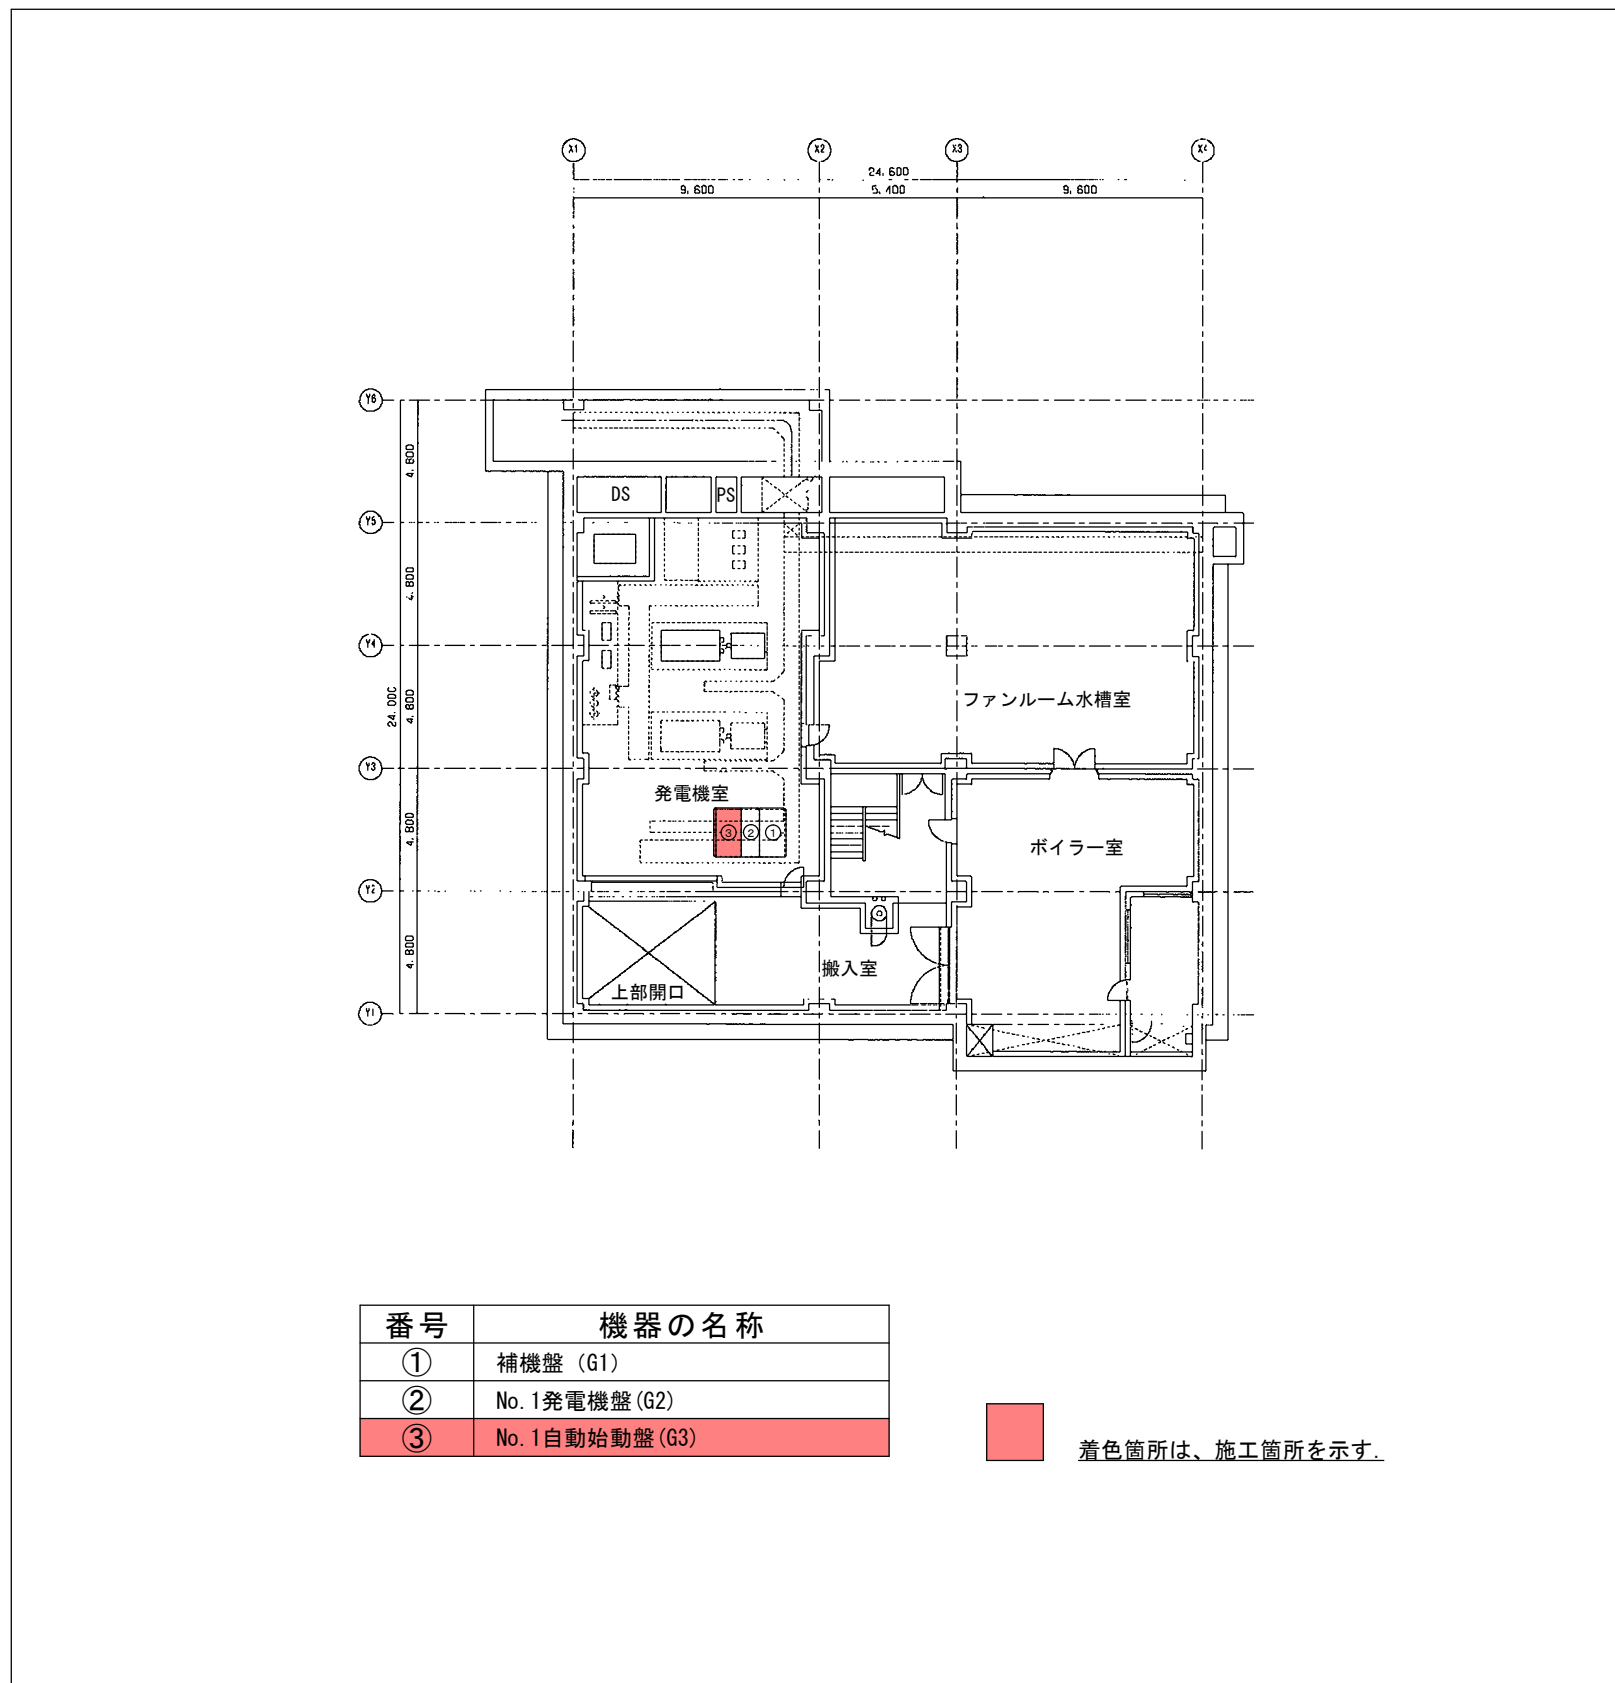 X1 X2 X3 X4
24,600
9,600 5,400 9,600
Y6
4,800
DS PS
Y5
4,800
Y4
24,000
4,800
ファンルーム水槽室
Y3
発電機室
4,800
③ ② ①
ボイラー室
Y2
4,800
搬入室
上部開口
Y1
番号 機器の名称
① 補機盤 (G1)
② No.1発電機盤(G2)
③ No.1自動始動盤(G3)
着色箇所は、施工箇所を示す.